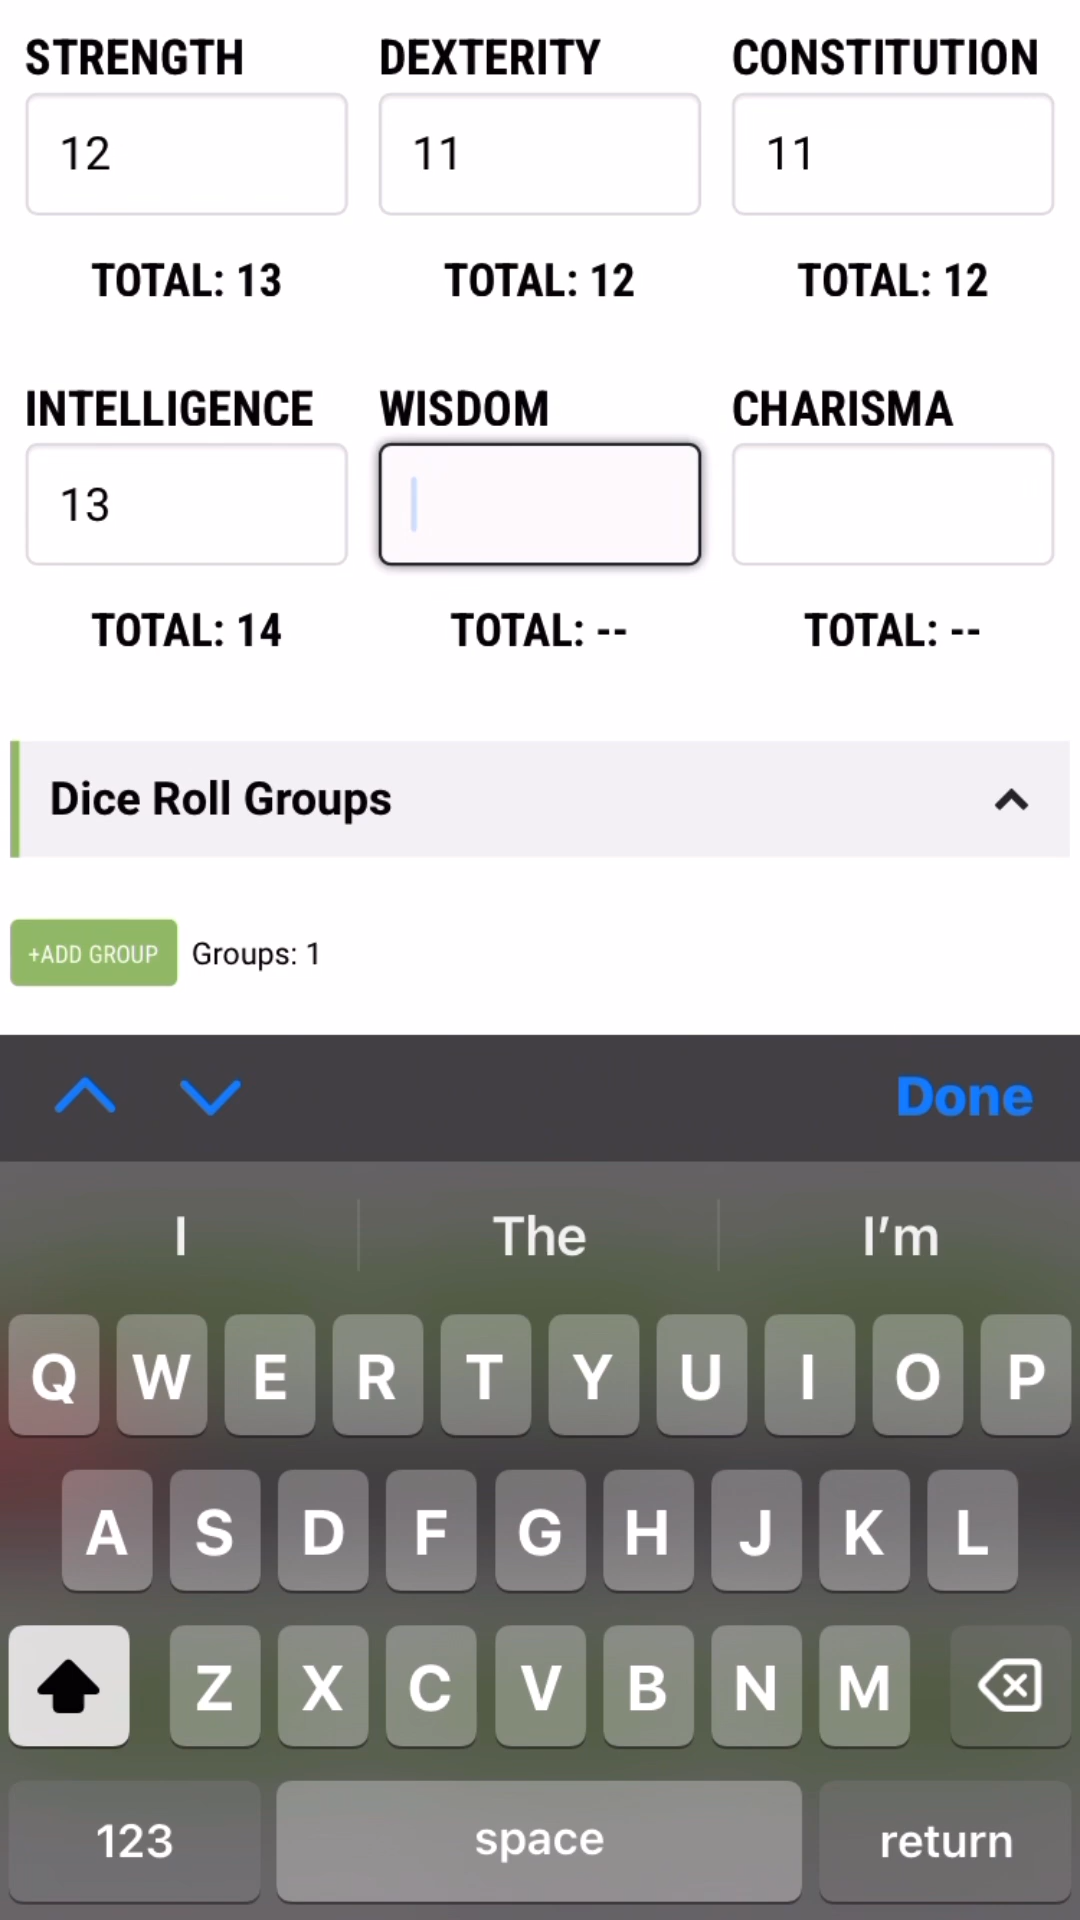 STRENGTH DEXTERITY CONSTITUTION
12 11 11
TOTAL: 13 TOTAL: 12 TOTAL: 12
INTELLIGENCE WISDOM CHARISMA
13
TOTAL: 14 TOTAL: -- TOTAL: --
Dice Roll Groups
+ADD GROUP Groups: 1
Done
I The I’m
Q W E R T Y U I O P
A S D F G H J K L
Z X C V B N M
123 space return